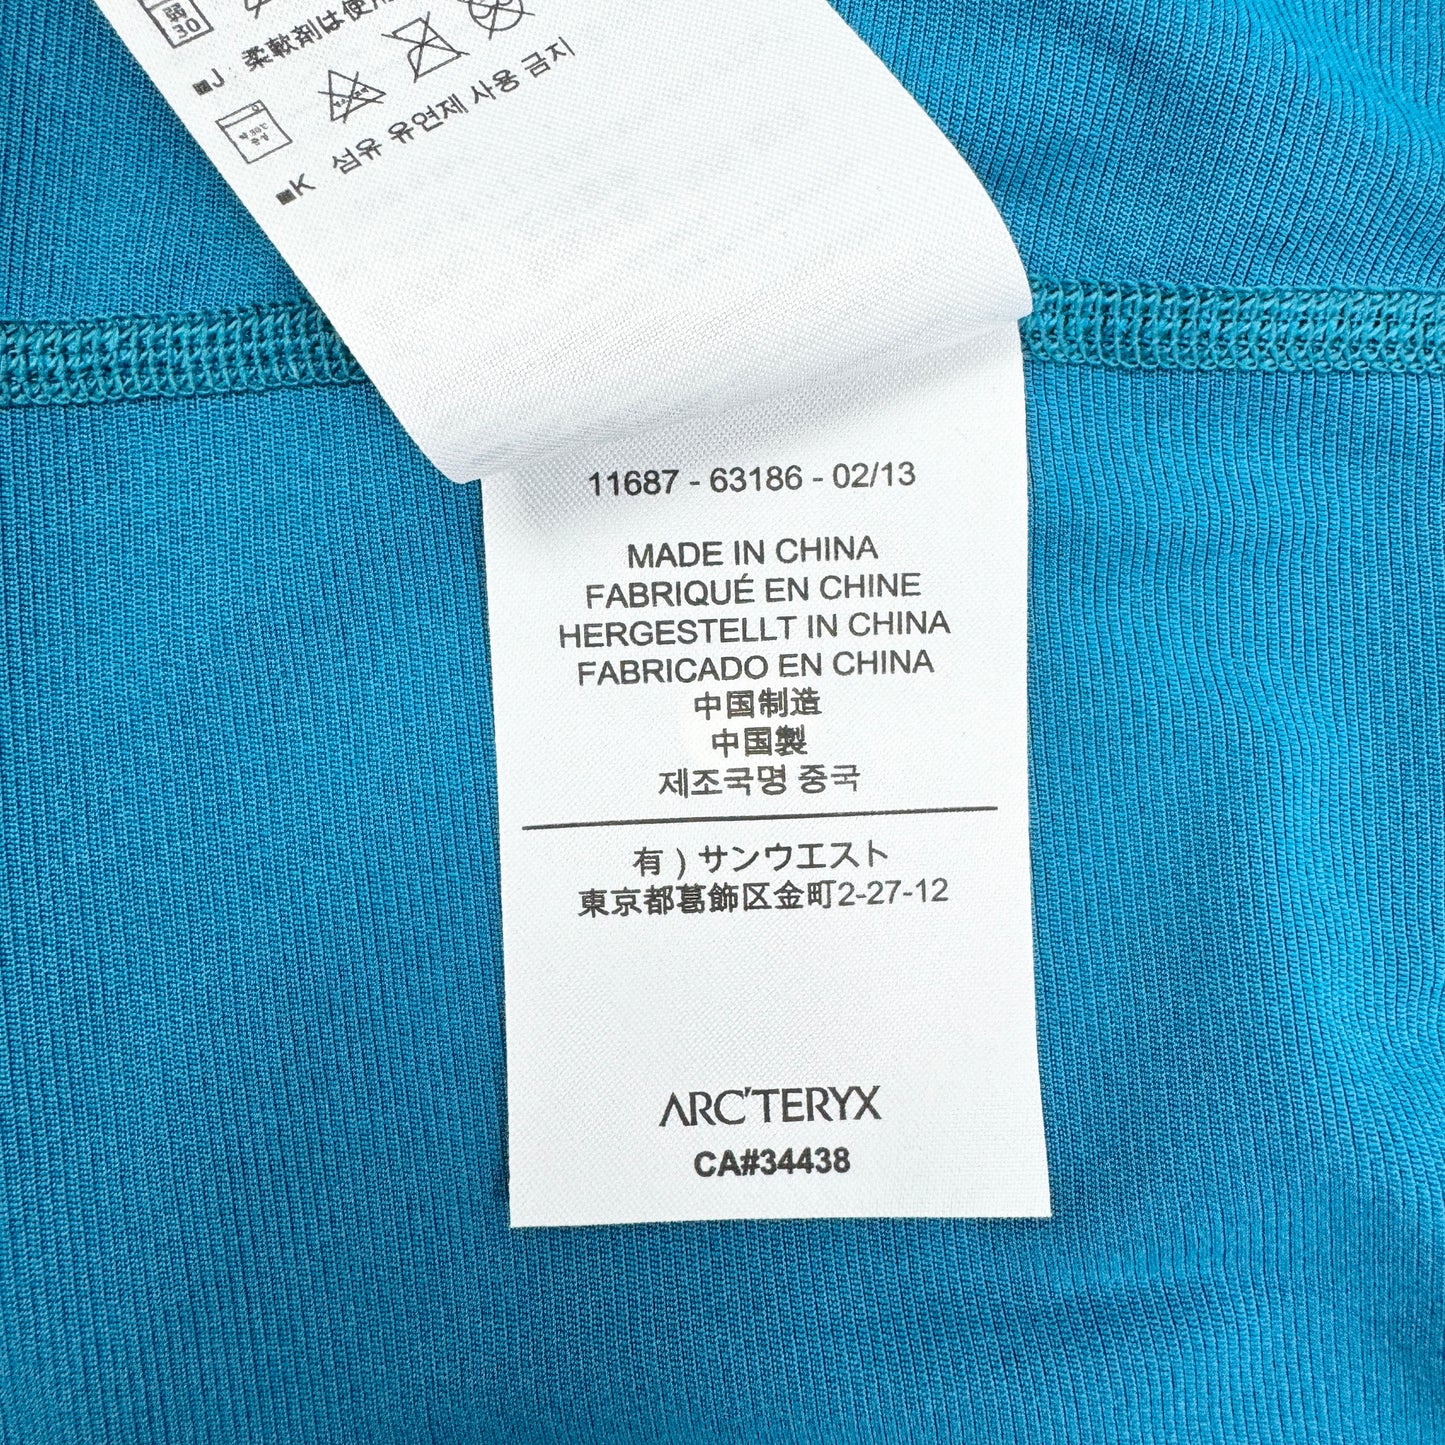 弱
30
■J 柔軟剤は使用
■K 섬유 유연제 사용 금지
11687 - 63186 - 02/13
MADE IN CHINA
FABRIQUÉ EN CHINE
HERGESTELLT IN CHINA
FABRICADO EN CHINA
中国制造
中国製
제조국명 중국
有）サンウエスト
東京都葛飾区金町2-27-12
ARC'TERYX
CA#34438